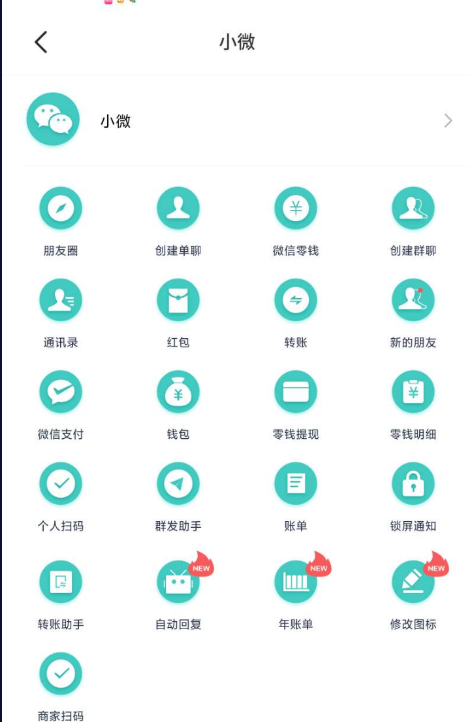 小微
小微
朋友圈 创建单聊 微信零钱 创建群聊
通讯录 红包 转账 新的朋友
微信支付 钱包 零钱提现 零钱明细
个人扫码 群发助手 账单 锁屏通知
NEW NEW NEW
转账助手 自动回复 年账单 修改图标
商家扫码